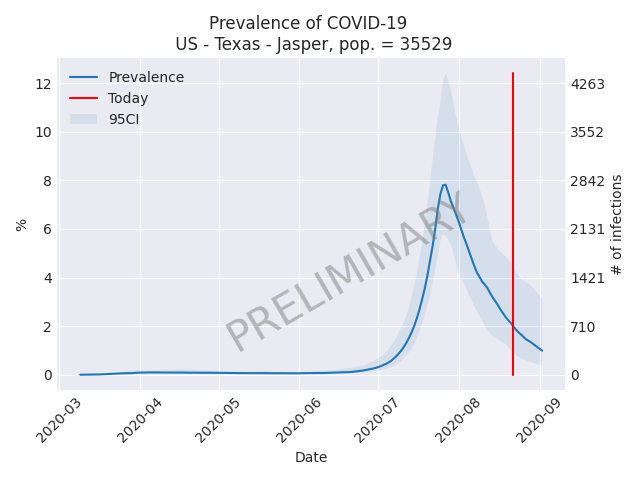 Prevalence of COVID-19
US - Texas - Jasper, pop. = 35529
Prevalence
Today
95CI
12
10
8
6
4
2
0
%
4263
3552
2842
2131
1421
710
0
# of infections
PRELIMINARY
2020-03
2020-04
2020-05
2020-06
2020-07
2020-08
2020-09
Date